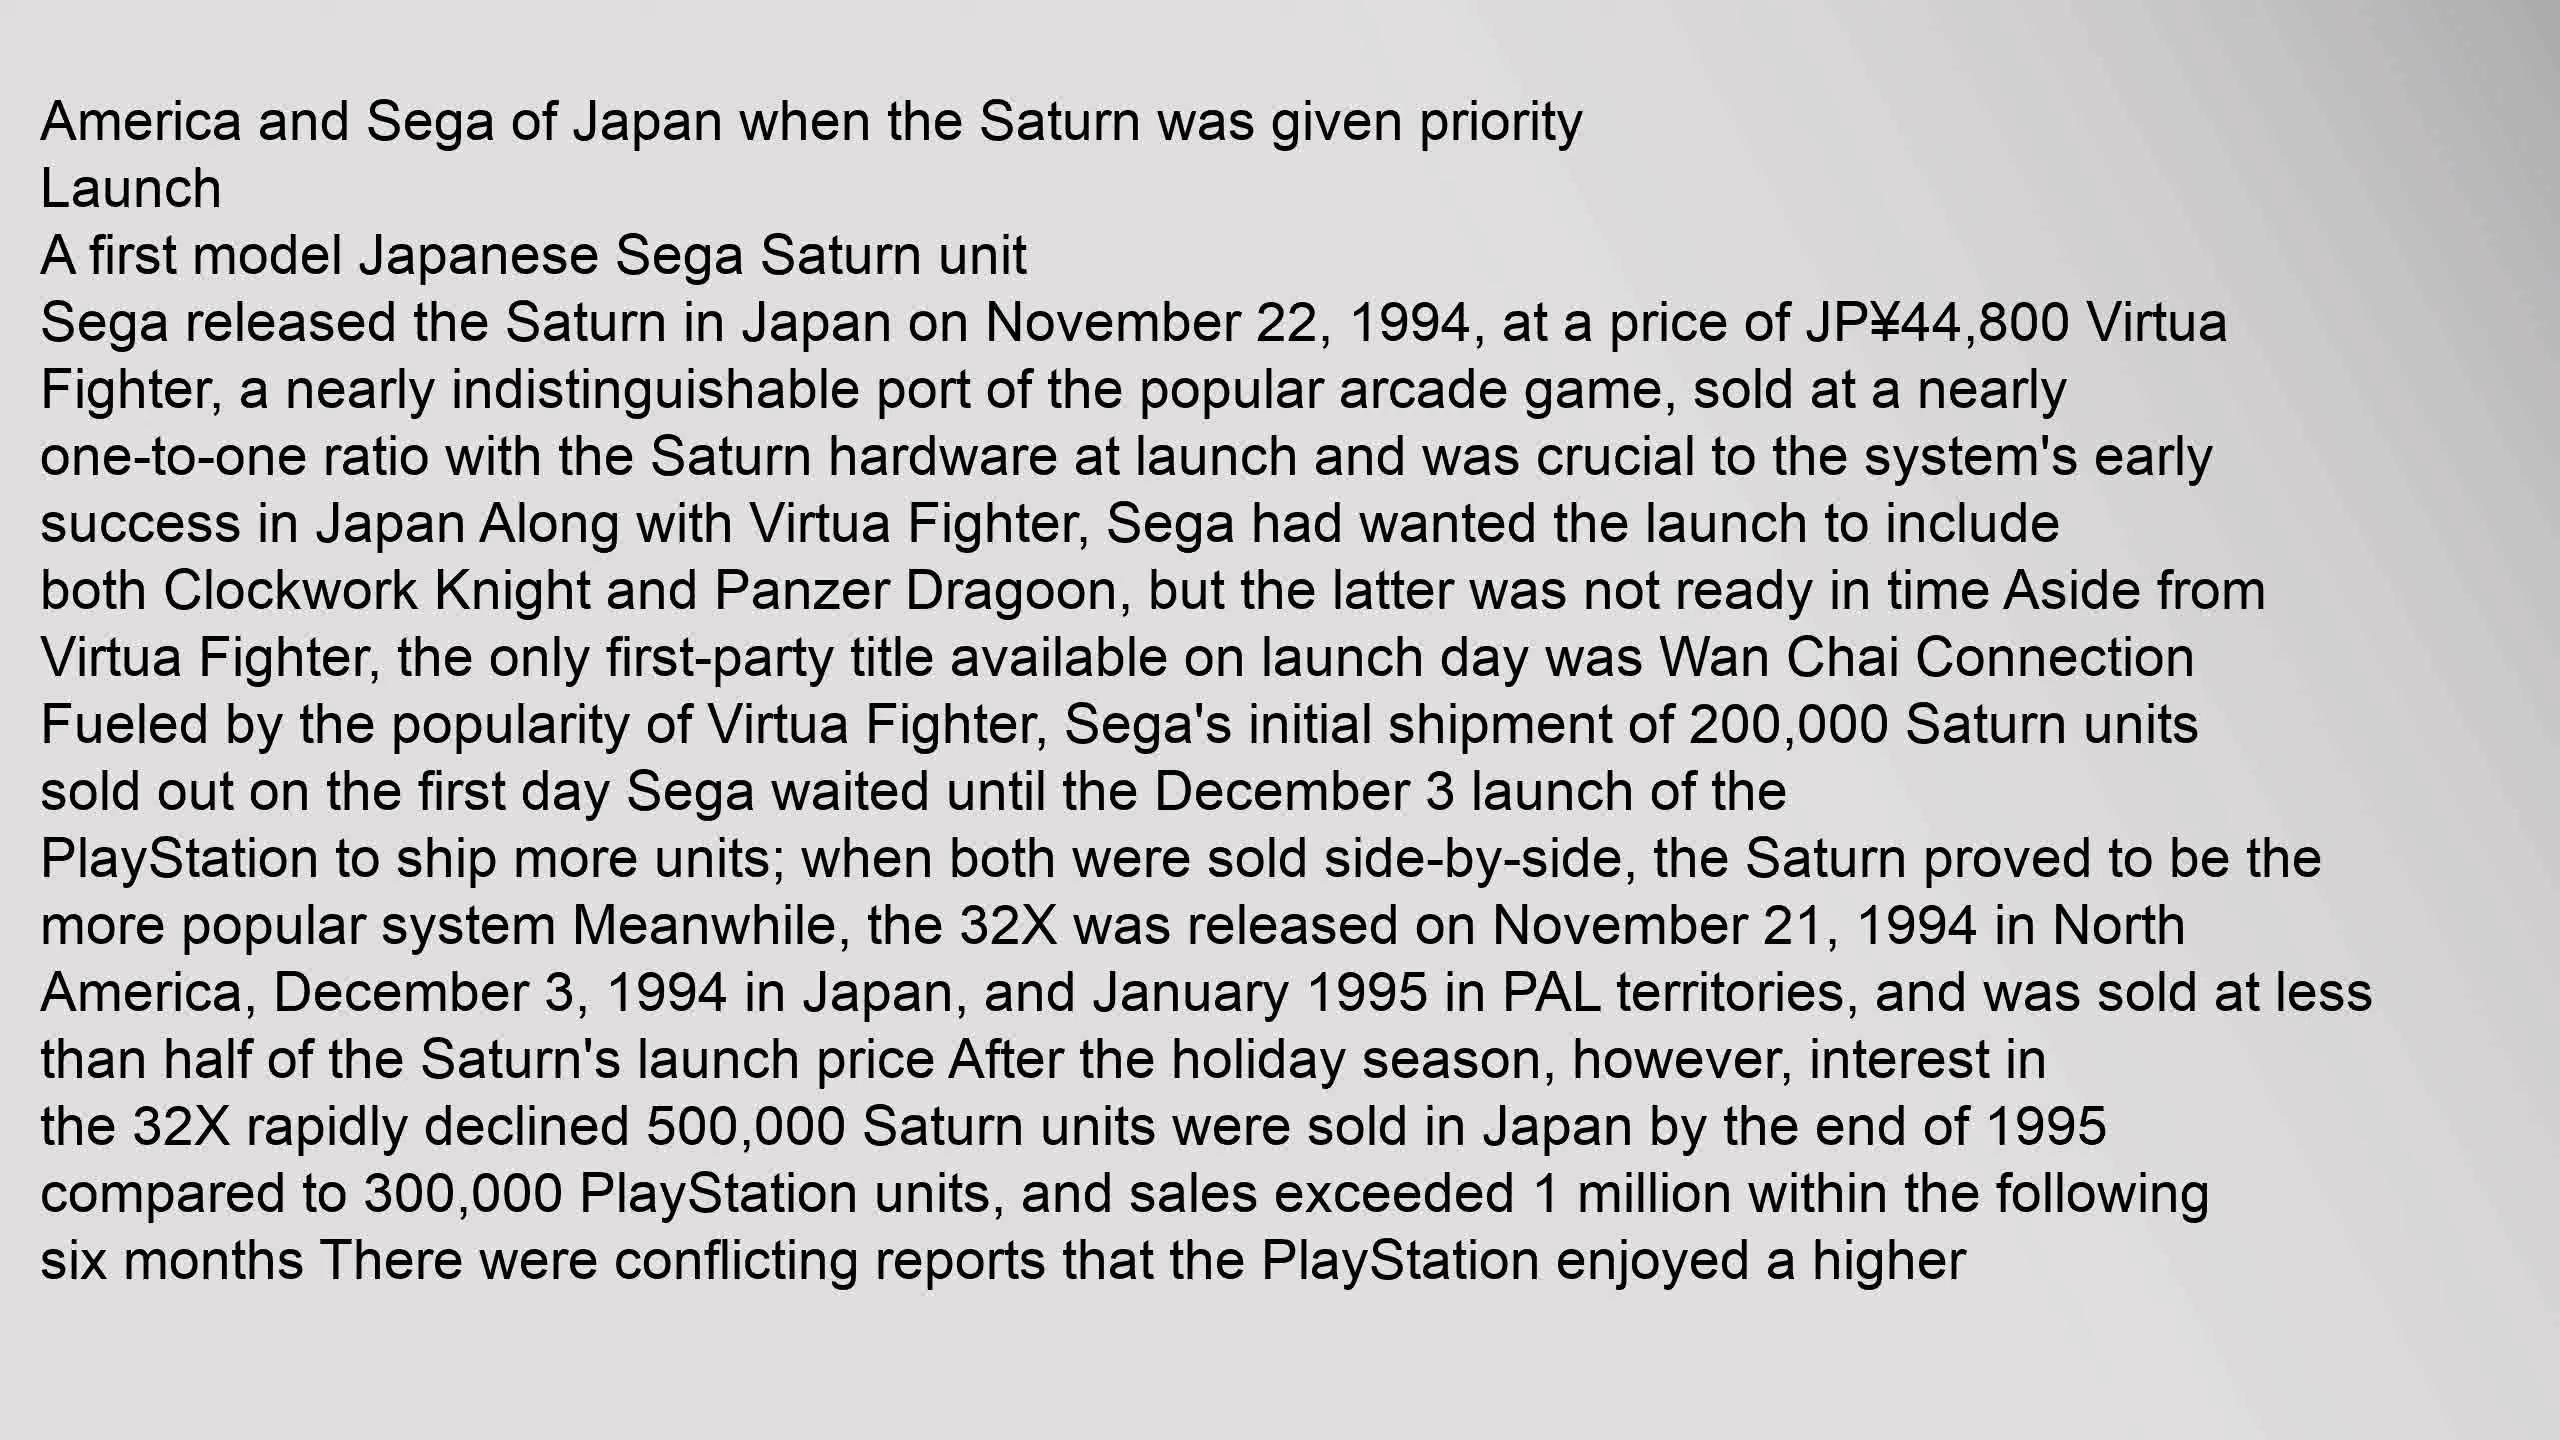 America and Sega of Japan when the Saturn was given priority
Launch
A first model Japanese Sega Saturn unit
Sega released the Saturn in Japan on November 22, 1994, at a price of JP¥44,800 Virtua
Fighter, a nearly indistinguishable port of the popular arcade game, sold at a nearly
one-to-one ratio with the Saturn hardware at launch and was crucial to the system's early
success in Japan Along with Virtua Fighter, Sega had wanted the launch to include
both Clockwork Knight and Panzer Dragoon, but the latter was not ready in time Aside from
Virtua Fighter, the only first-party title available on launch day was Wan Chai Connection
Fueled by the popularity of Virtua Fighter, Sega's initial shipment of 200,000 Saturn units
sold out on the first day Sega waited until the December 3 launch of the
PlayStation to ship more units; when both were sold side-by-side, the Saturn proved to be the
more popular system Meanwhile, the 32X was released on November 21, 1994 in North
America, December 3, 1994 in Japan, and January 1995 in PAL territories, and was sold at less
than half of the Saturn's launch price After the holiday season, however, interest in
the 32X rapidly declined 500,000 Saturn units were sold in Japan by the end of 1995
compared to 300,000 PlayStation units, and sales exceeded 1 million within the following
six months There were conflicting reports that the PlayStation enjoyed a higher